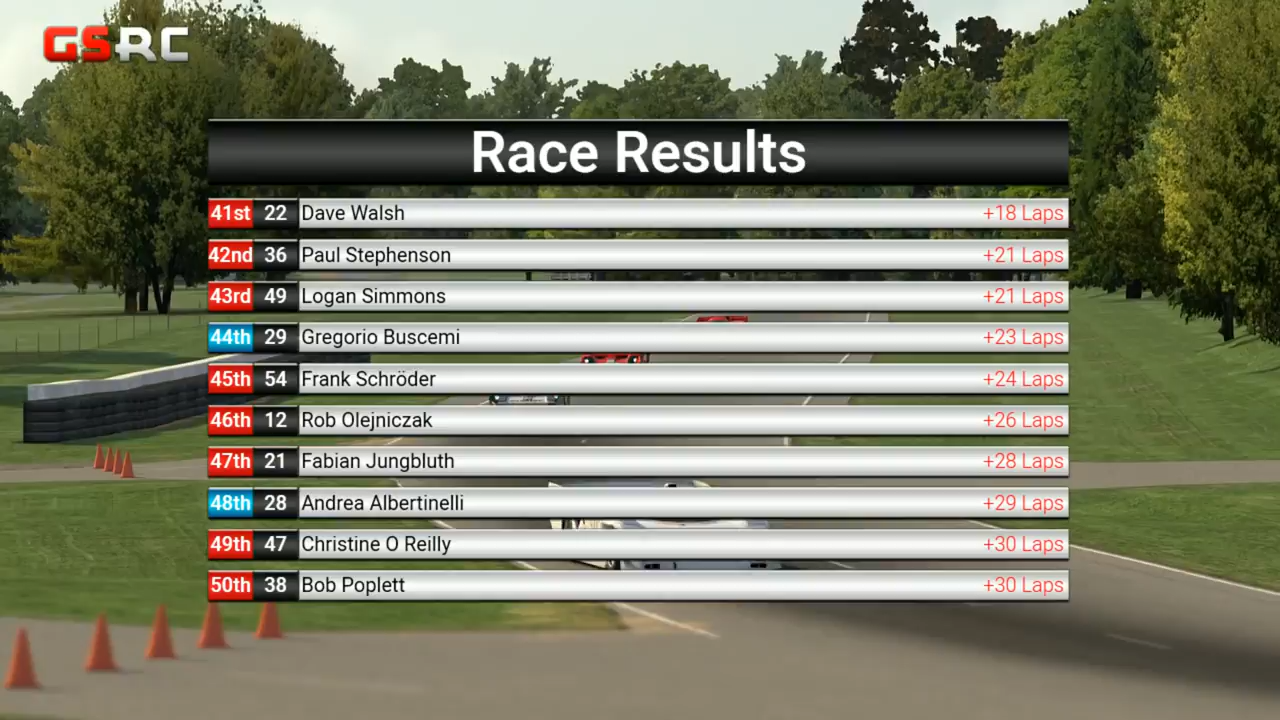 GSRC
Race Results
41st 22 Dave Walsh +18 Laps
42nd 36 Paul Stephenson +21 Laps
43rd 49 Logan Simmons +21 Laps
44th 29 Gregorio Buscemi +23 Laps
45th 54 Frank Schröder +24 Laps
46th 12 Rob Olejniczak +26 Laps
47th 21 Fabian Jungbluth +28 Laps
48th 28 Andrea Albertinelli +29 Laps
49th 47 Christine O Reilly +30 Laps
50th 38 Bob Poplett +30 Laps